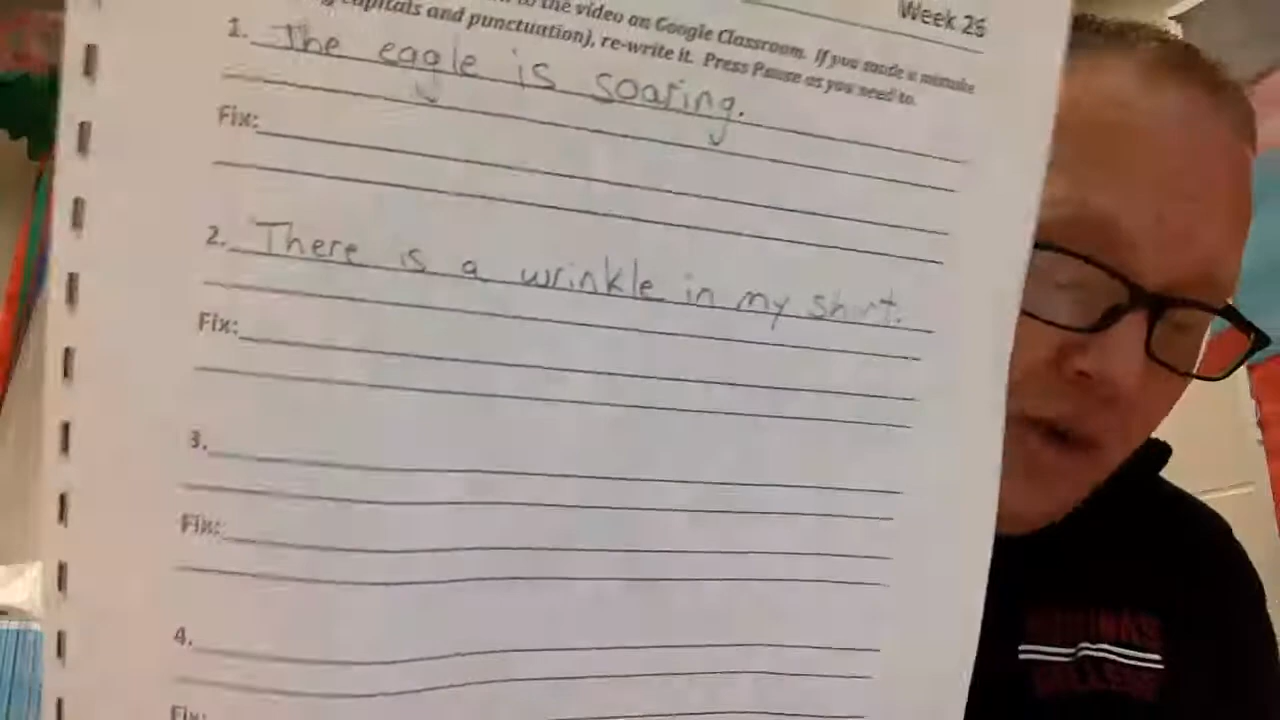 Week 25
the video on Google Classroom. If you made a mistake
capitals and punctuation), re-write it. Press Pause as you need to.
1. The eagle is soaring.
Fix:
2. There is a wrinkle in my shirt.
Fix:
3.
Fix:
4.
Fix: